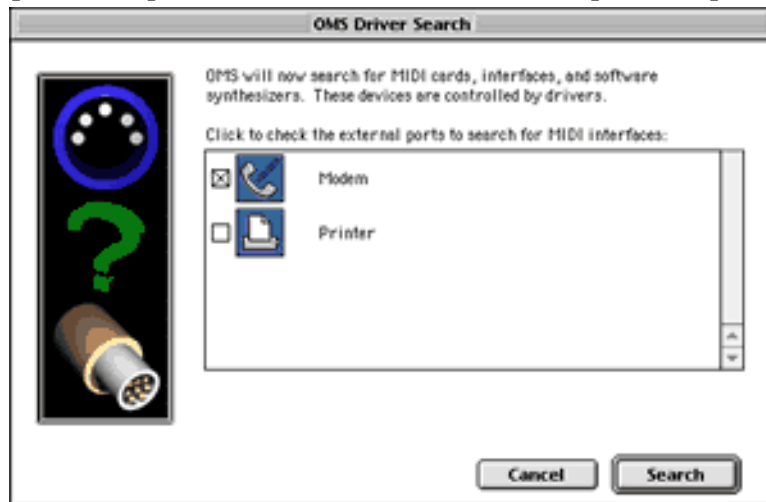 OMS Driver Search
OMS will now search for MIDI cards, interfaces, and software
synthesizers. These devices are controlled by drivers.
Click to check the external ports to search for MIDI interfaces:
Modem
Printer
Cancel
Search